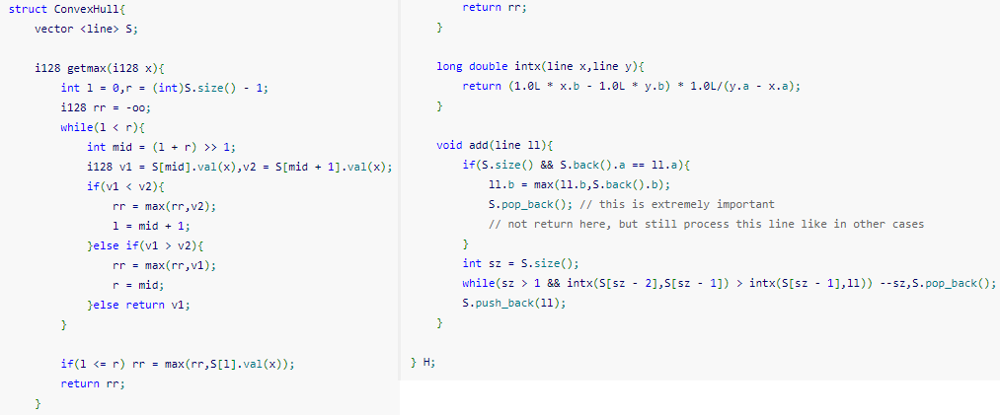 struct ConvexHull{
    vector <line> S;

    i128 getmax(i128 x){
        int l = 0,r = (int)S.size() - 1;
        i128 rr = -oo;
        while(l < r){
            int mid = (l + r) >> 1;
            i128 v1 = S[mid].val(x),v2 = S[mid + 1].val(x);
            if(v1 < v2){
                rr = max(rr,v2);
                l = mid + 1;
            }else if(v1 > v2){
                rr = max(rr,v1);
                r = mid;
            }else return v1;
        }

        if(l <= r) rr = max(rr,S[l].val(x));
        return rr;
    }
        return rr;
    }

    long double intx(line x,line y){
        return (1.0L * x.b - 1.0L * y.b) * 1.0L/(y.a - x.a);
    }

    void add(line ll){
        if(S.size() && S.back().a == ll.a){
            ll.b = max(ll.b,S.back().b);
            S.pop_back(); // this is extremely important
            // not return here, but still process this line like in other cases
        }
        int sz = S.size();
        while(sz > 1 && intx(S[sz - 2],S[sz - 1]) > intx(S[sz - 1],ll)) --sz,S.pop_back();
        S.push_back(ll);
    }

} H;